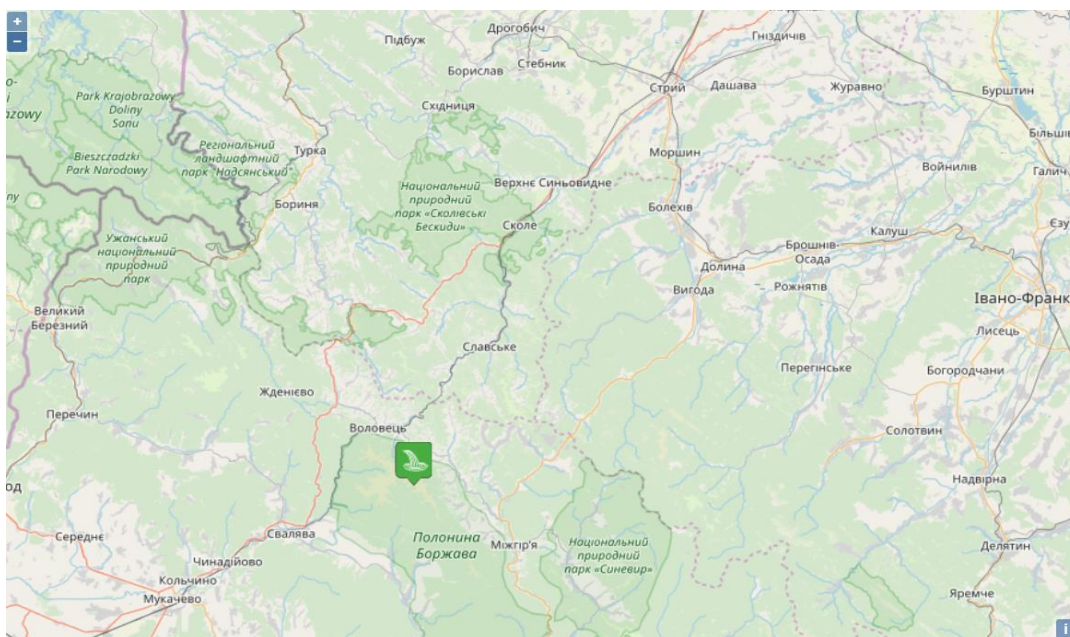 +
−
Дрогобич
Гніздичів
Підбуж
Стебник
Борислав
Стрий
Дашава
Журавно
Бурштин
Park Krajobrazowy
Doliny
Sanu
Східниця
Регіональний
ландшафтний
парк "Надсянський"
Турка
Bieszczadzki
Park Narodowy
Моршин
Войнилів
Галич
Національний
природний
парк «Сколівські
Бескиди»
Верхнє Синьовидне
Бориня
Болехів
Сколе
Калуш
Ужанський
національний
природний
парк
Брошнів
Осада
Долина
Рожнятів
Вигода
Івано-Франк
Великий
Березний
Лисець
Славське
Перегінське
Богородчани
Жденієво
Перечин
Воловець
Солотвин
Надвірна
Полонина
Боржава
Свалява
Середнє
Міжгір'я
Національний
природний
парк «Синевир»
Делятин
Чинадійово
Кольчино
Мукачево
Яремче
i